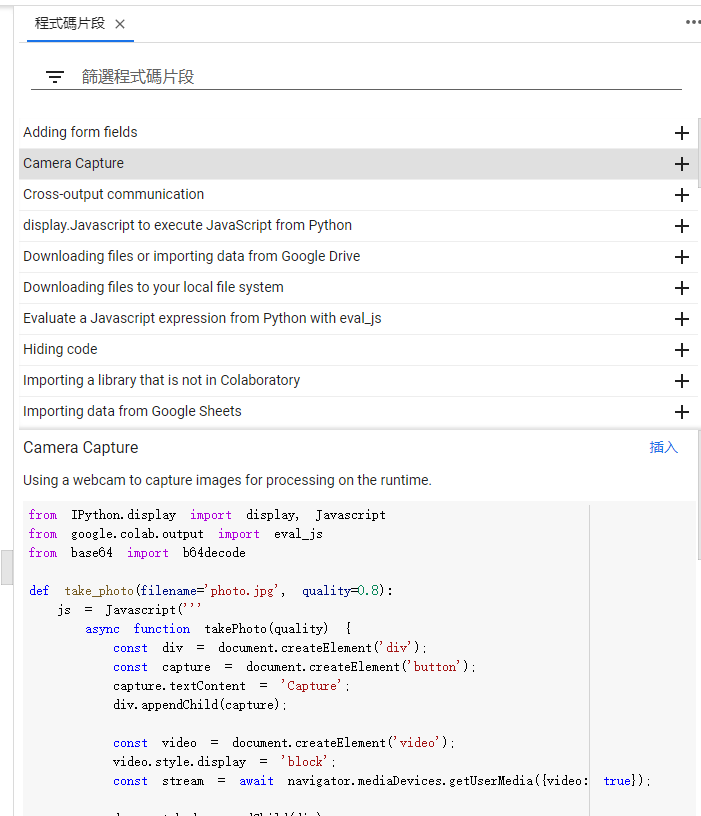 程式碼片段
篩選程式碼片段
Adding form fields
Camera Capture
Cross-output communication
display.Javascript to execute JavaScript from Python
Downloading files or importing data from Google Drive
Downloading files to your local file system
Evaluate a Javascript expression from Python with eval_js
Hiding code
Importing a library that is not in Colaboratory
Importing data from Google Sheets
Camera Capture 插入
Using a webcam to capture images for processing on the runtime.
from IPython.display import display, Javascript
from google.colab.output import eval_js
from base64 import b64decode
def take_photo(filename='photo.jpg', quality=0.8):
js = Javascript('''
async function takePhoto(quality) {
const div = document.createElement('div');
const capture = document.createElement('button');
capture.textContent = 'Capture';
div.appendChild(capture);
const video = document.createElement('video');
video.style.display = 'block';
const stream = await navigator.mediaDevices.getUserMedia({video: true});